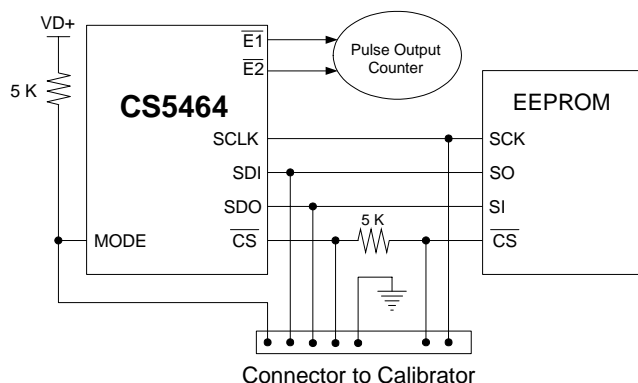 VD+
5 K
CS5464
E1
E2
Pulse Output
Counter
EEPROM
SCLK
SCK
SDI
SO
SDO
SI
5 K
MODE
CS
CS
Connector to Calibrator